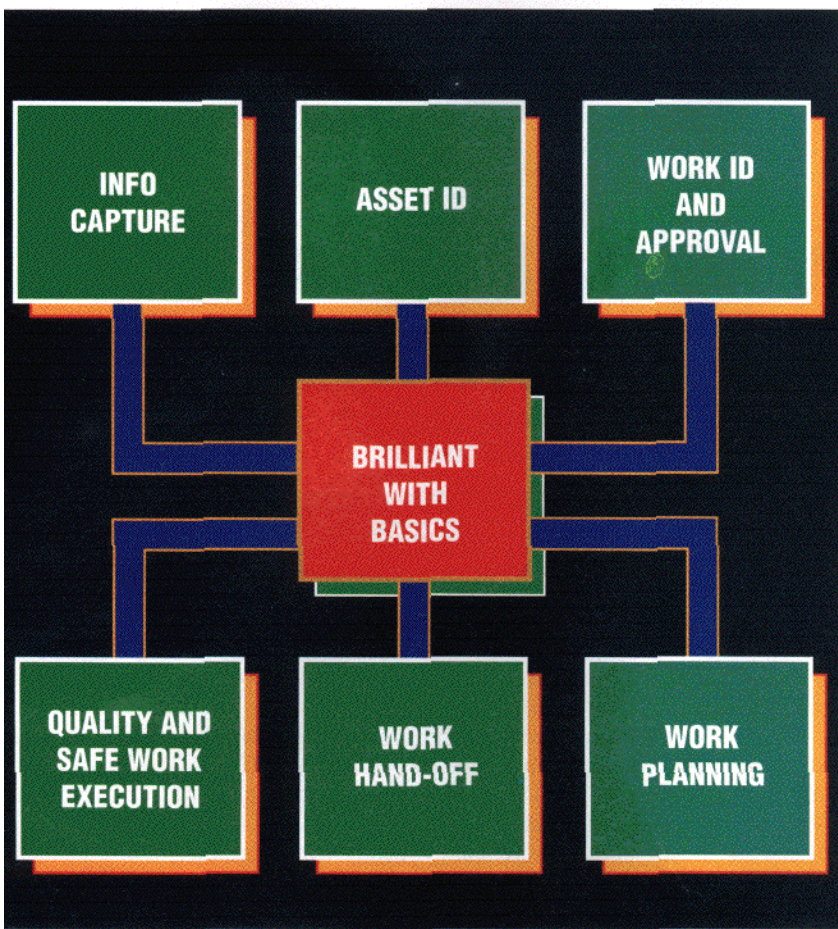 INFO
CAPTURE
ASSET ID
WORK ID
AND
APPROVAL
BRILLIANT
WITH
BASICS
QUALITY AND
SAFE WORK
EXECUTION
WORK
HAND-OFF
WORK
PLANNING